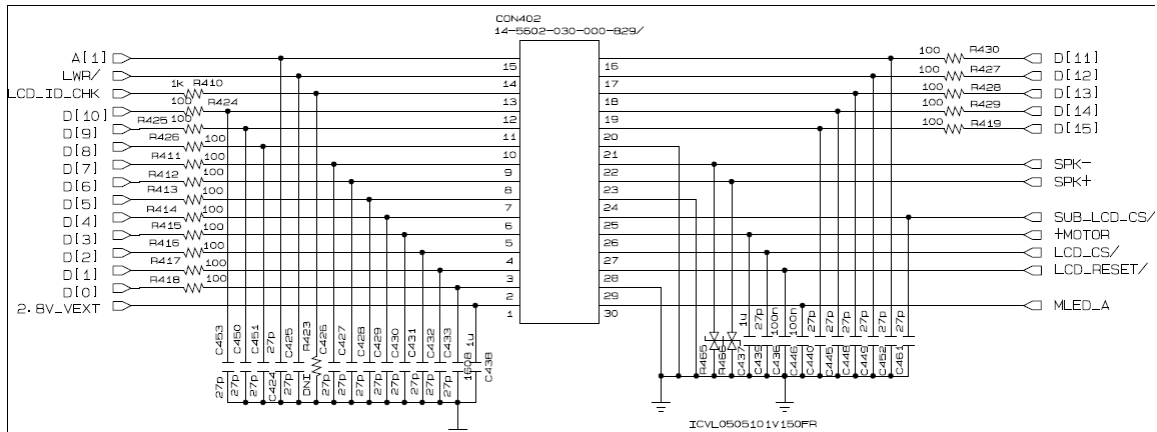 CON402
14-5602-030-000-829/
A[1] 15 16 100 R430 D[11]
LWR/ 14 17 100 R427 D[12]
LCD_ID_CHK 1k R410 13 18 100 R428 D[13]
D[10] 100 R424 12 19 100 R429 D[14]
D[9] R425 100 11 20 100 R419 D[15]
D[8] R426 100 10 21
D[7] R411 100 9 22 SPK-
D[6] R412 100 8 23 SPK+
D[5] R413 100 7 24
D[4] R414 100 6 25 SUB_LCD_CS/
D[3] R415 100 5 26 +MOTOR
D[2] R416 100 4 27 LCD_CS/
D[1] R417 100 3 28 LCD_RESET/
D[0] R418 100 2 29
2.8V_VEXT 1 30 MLED_A
C453 C450 C451 27p C425 R423 C426 C427 C428 C429 C430 C431 C432 C433 1u C438
27p 27p 27p C424 27p DNI 27p 27p 27p 27p 27p 27p 27p 27p 1608
1u 27p 100n 100n 27p 27p 27p 27p 27p 27p
R465 R466 C437 C439 C436 C446 C440 C445 C448 C449 C452 C461
ICVL0505101V150FR